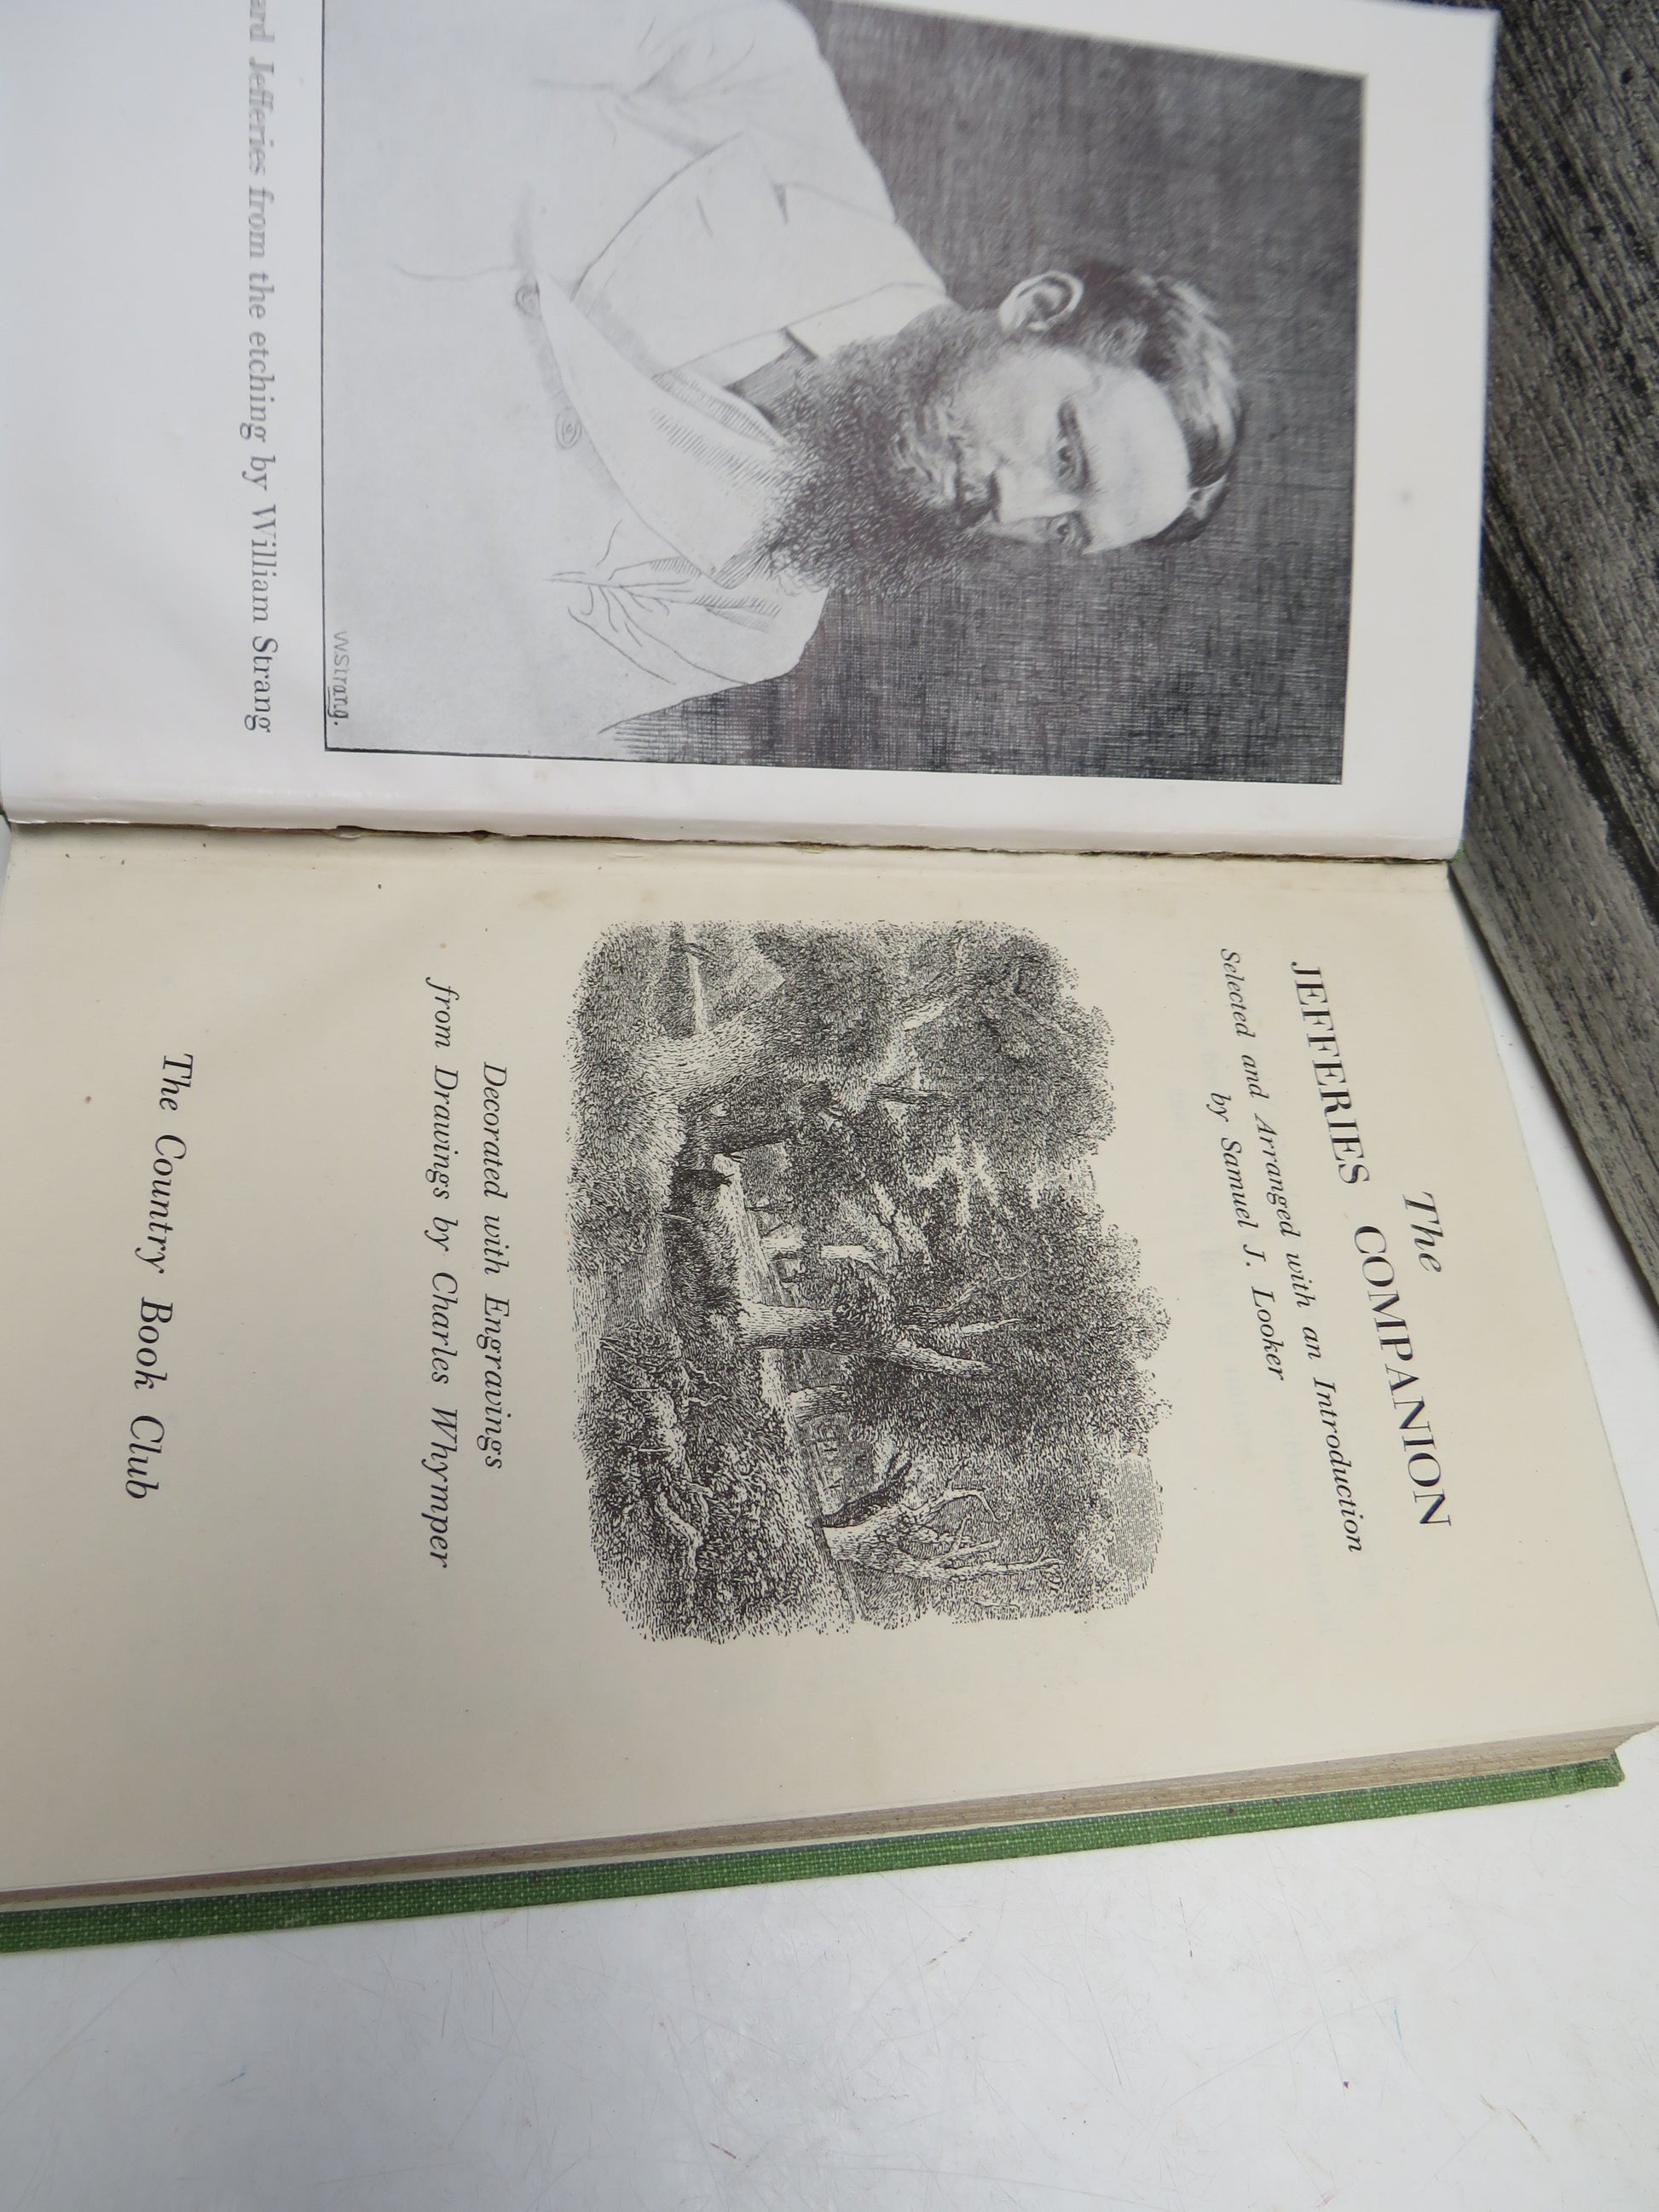 W Strang.
Jefferies from the etching by William Strang
The
JEFFERIES COMPANION
Selected and Arranged with an Introduction
by Samuel J. Looker
Decorated with Engravings
from Drawings by Charles Whymper
The Country Book Club